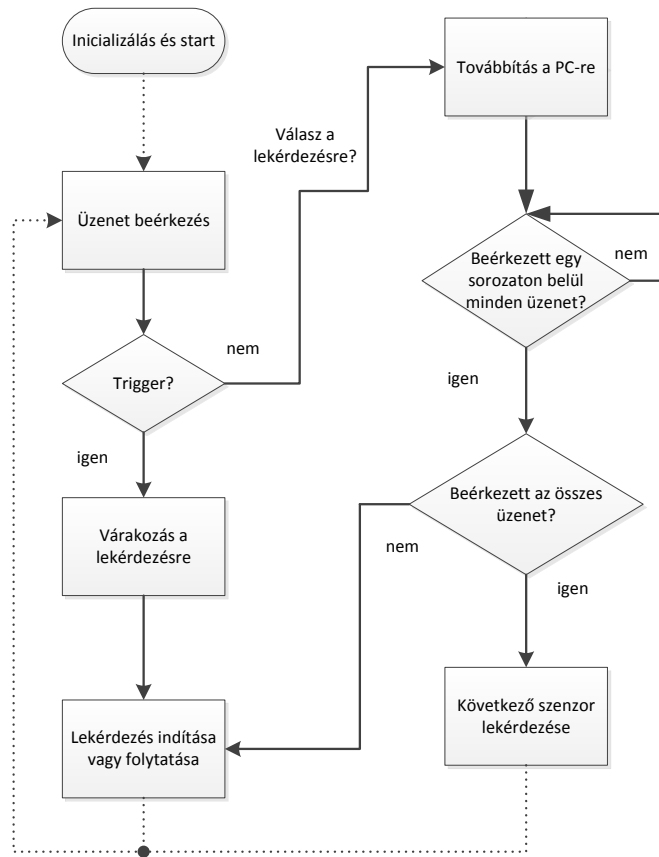 Inicializálás és start
Továbbítás a PC-re
Válasz a
lekérdezésre?
Üzenet beérkezés
Beérkezett egy
sorozaton belül
minden üzenet?
nem
nem
Trigger?
igen
igen
Beérkezett az összes
üzenet?
Várakozás a
lekérdezésre
nem
igen
Lekérdezés indítása
vagy folytatása
Következő szenzor
lekérdezése